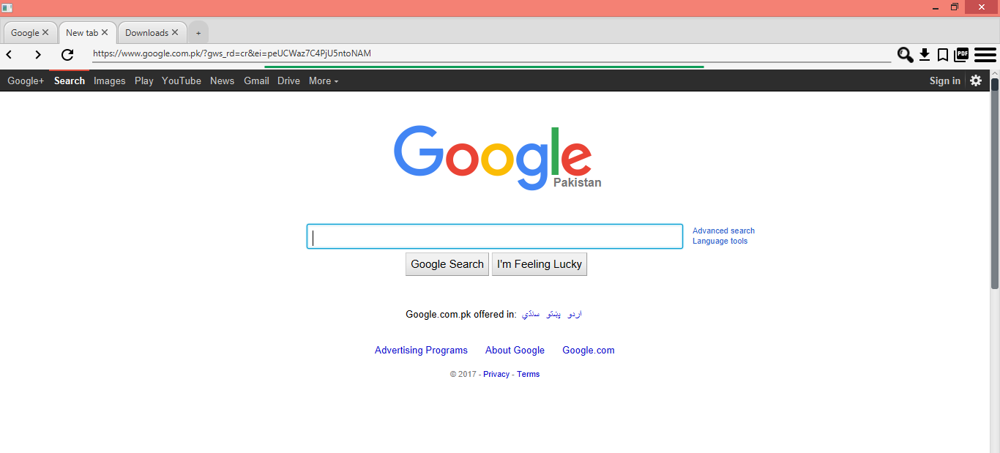 Google New tab Downloads +
https://www.google.com.pk/?gws_rd=cr&ei=peUCWaz7C4PjU5ntoNAM
PDF
Google+ Search Images Play YouTube News Gmail Drive More Sign in
Google
Pakistan
Advanced search
Language tools
Google Search I'm Feeling Lucky
Google.com.pk offered in: اردو پښتو سنڌي
Advertising Programs About Google Google.com
© 2017 - Privacy - Terms